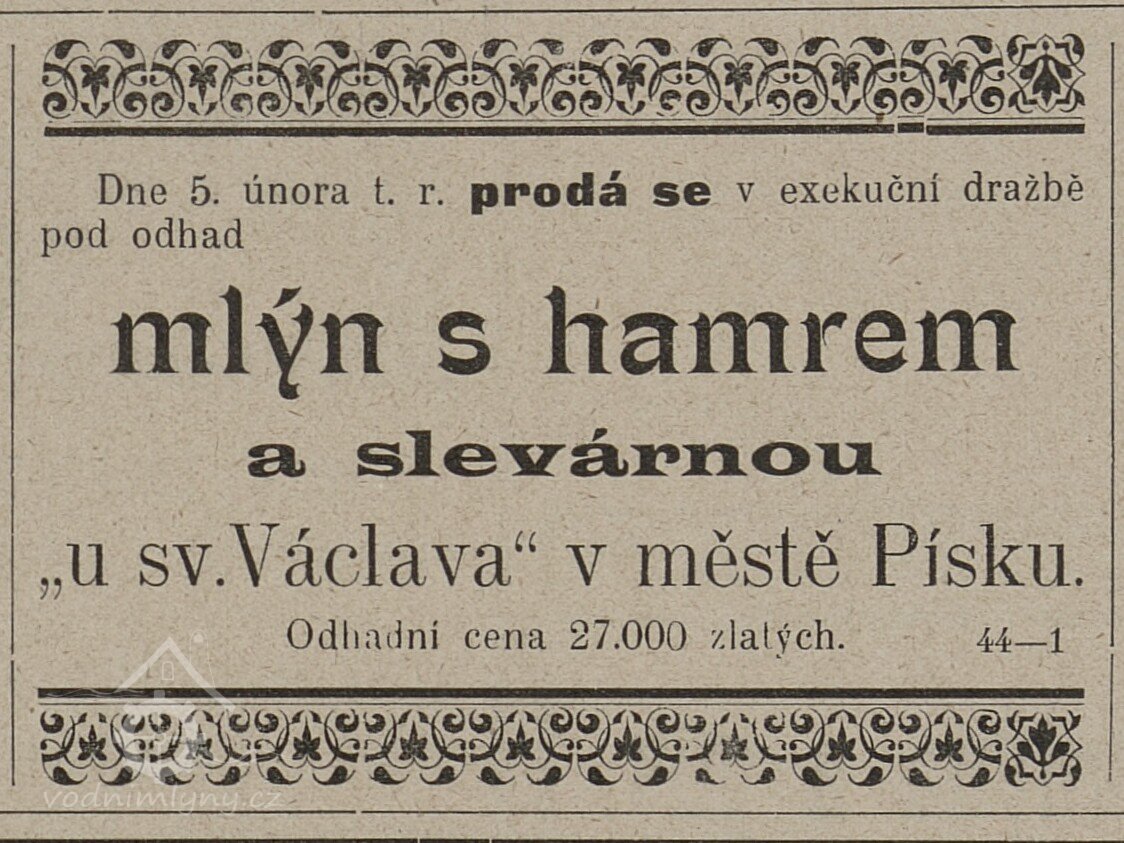 Dne 5. února t. r. prodá se v exekuční dražbě
pod odhad
mlýn s hamrem
a slevárnou
„u sv. Václava“ v městě Písku.
Odhadní cena 27.000 zlatých. 44—1
vodnimlyny.cz